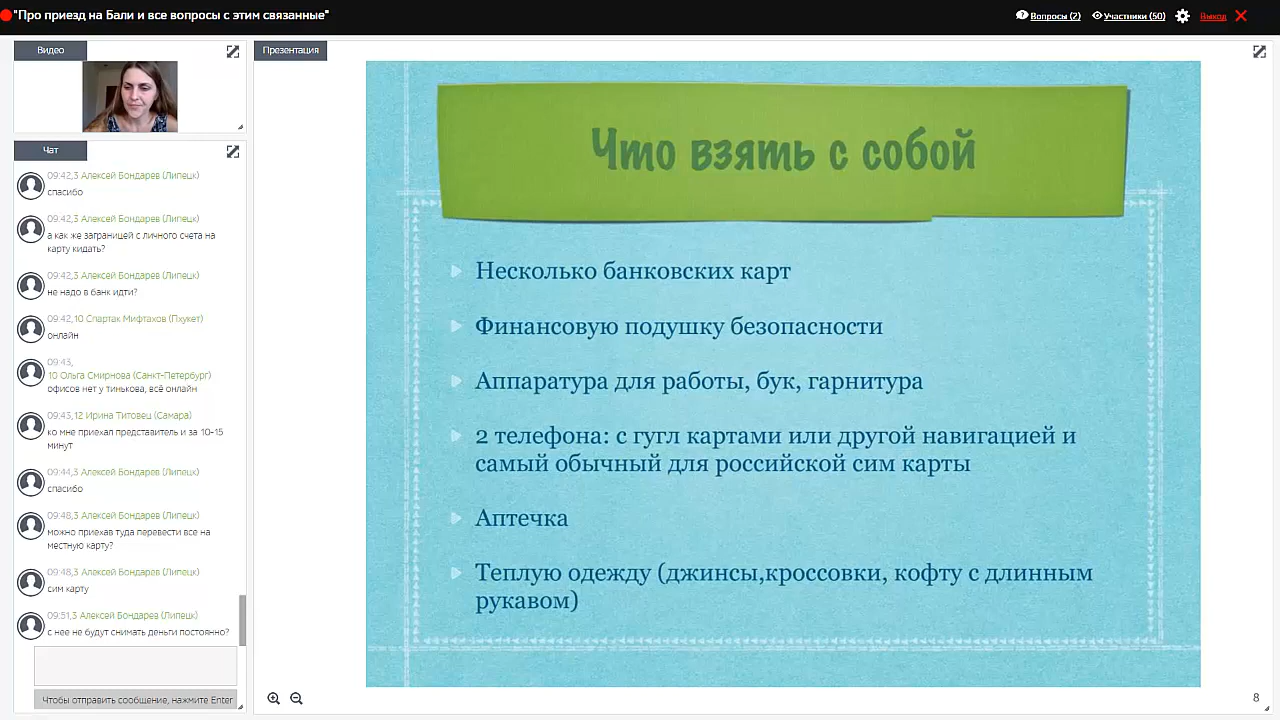 "Про приезд на Бали и все вопросы с этим связанные"
Вопросы (2)
Участники (50)
Выход
Видео
Чат
09:42,3 Алексей Бондарев (Липецк)
спасибо
09:42,3 Алексей Бондарев (Липецк)
а как же заграницей с личного счета на
карту кидать?
09:42,3 Алексей Бондарев (Липецк)
не надо в банк идти?
09:42,10 Спартак Мифтахов (Пхукет)
онлайн
09:43,
10 Ольга Смирнова (Санкт-Петербург)
офисов нет у тинькова, всё онлайн
09:43,12 Ирина Титовец (Самара)
ко мне приехал представитель и за 10-15
минут
09:44,3 Алексей Бондарев (Липецк)
спасибо
09:48,3 Алексей Бондарев (Липецк)
можно приехав туда перевести все на
местную карту?
09:48,3 Алексей Бондарев (Липецк)
сим карту
09:51,3 Алексей Бондарев (Липецк)
с нее не будут снимать деньги постоянно?
Чтобы отправить сообщение, нажмите Enter
Презентация
Что взять с собой
Несколько банковских карт
Финансовую подушку безопасности
Аппаратура для работы, бук, гарнитура
2 телефона: с гугл картами или другой навигацией и
самый обычный для российской сим карты
Аптечка
Теплую одежду (джинсы,кроссовки, кофту с длинным
рукавом)
8